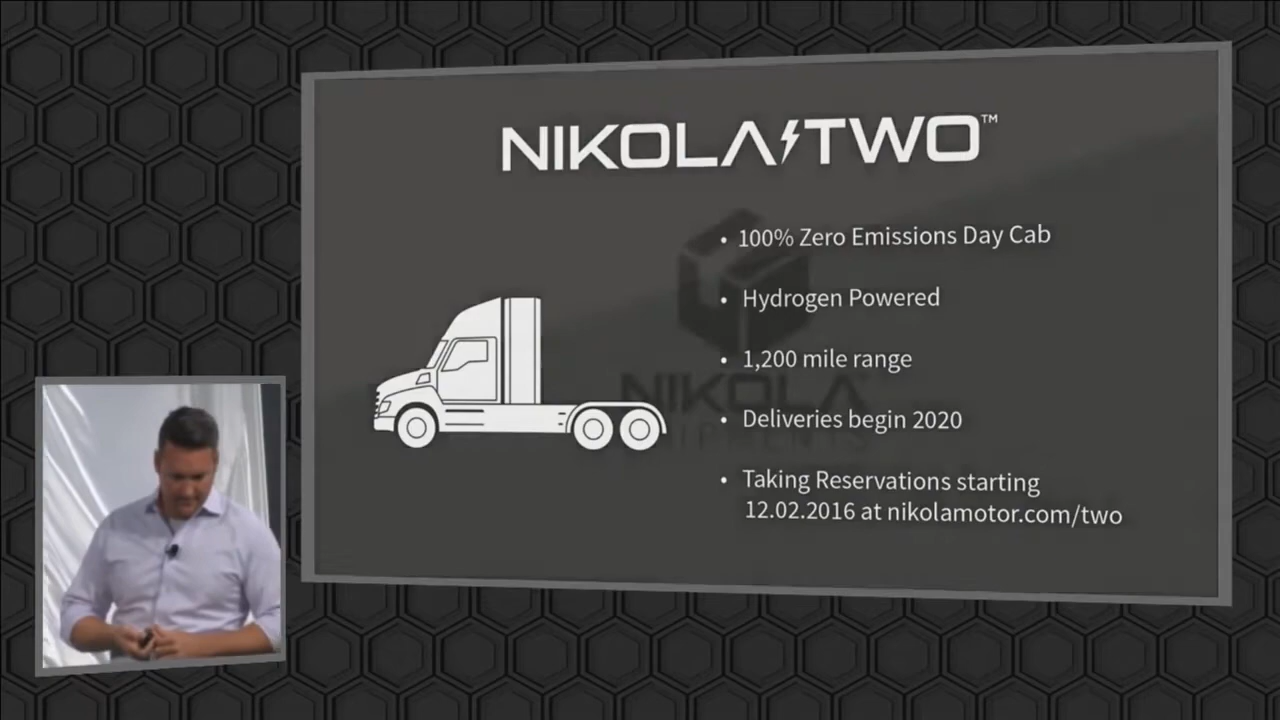 NIKOLA TWO™
• 100% Zero Emissions Day Cab
• Hydrogen Powered
• 1,200 mile range
NIKOLA
• Deliveries begin 2020
• Taking Reservations starting
12.02.2016 at nikolamotor.com/two